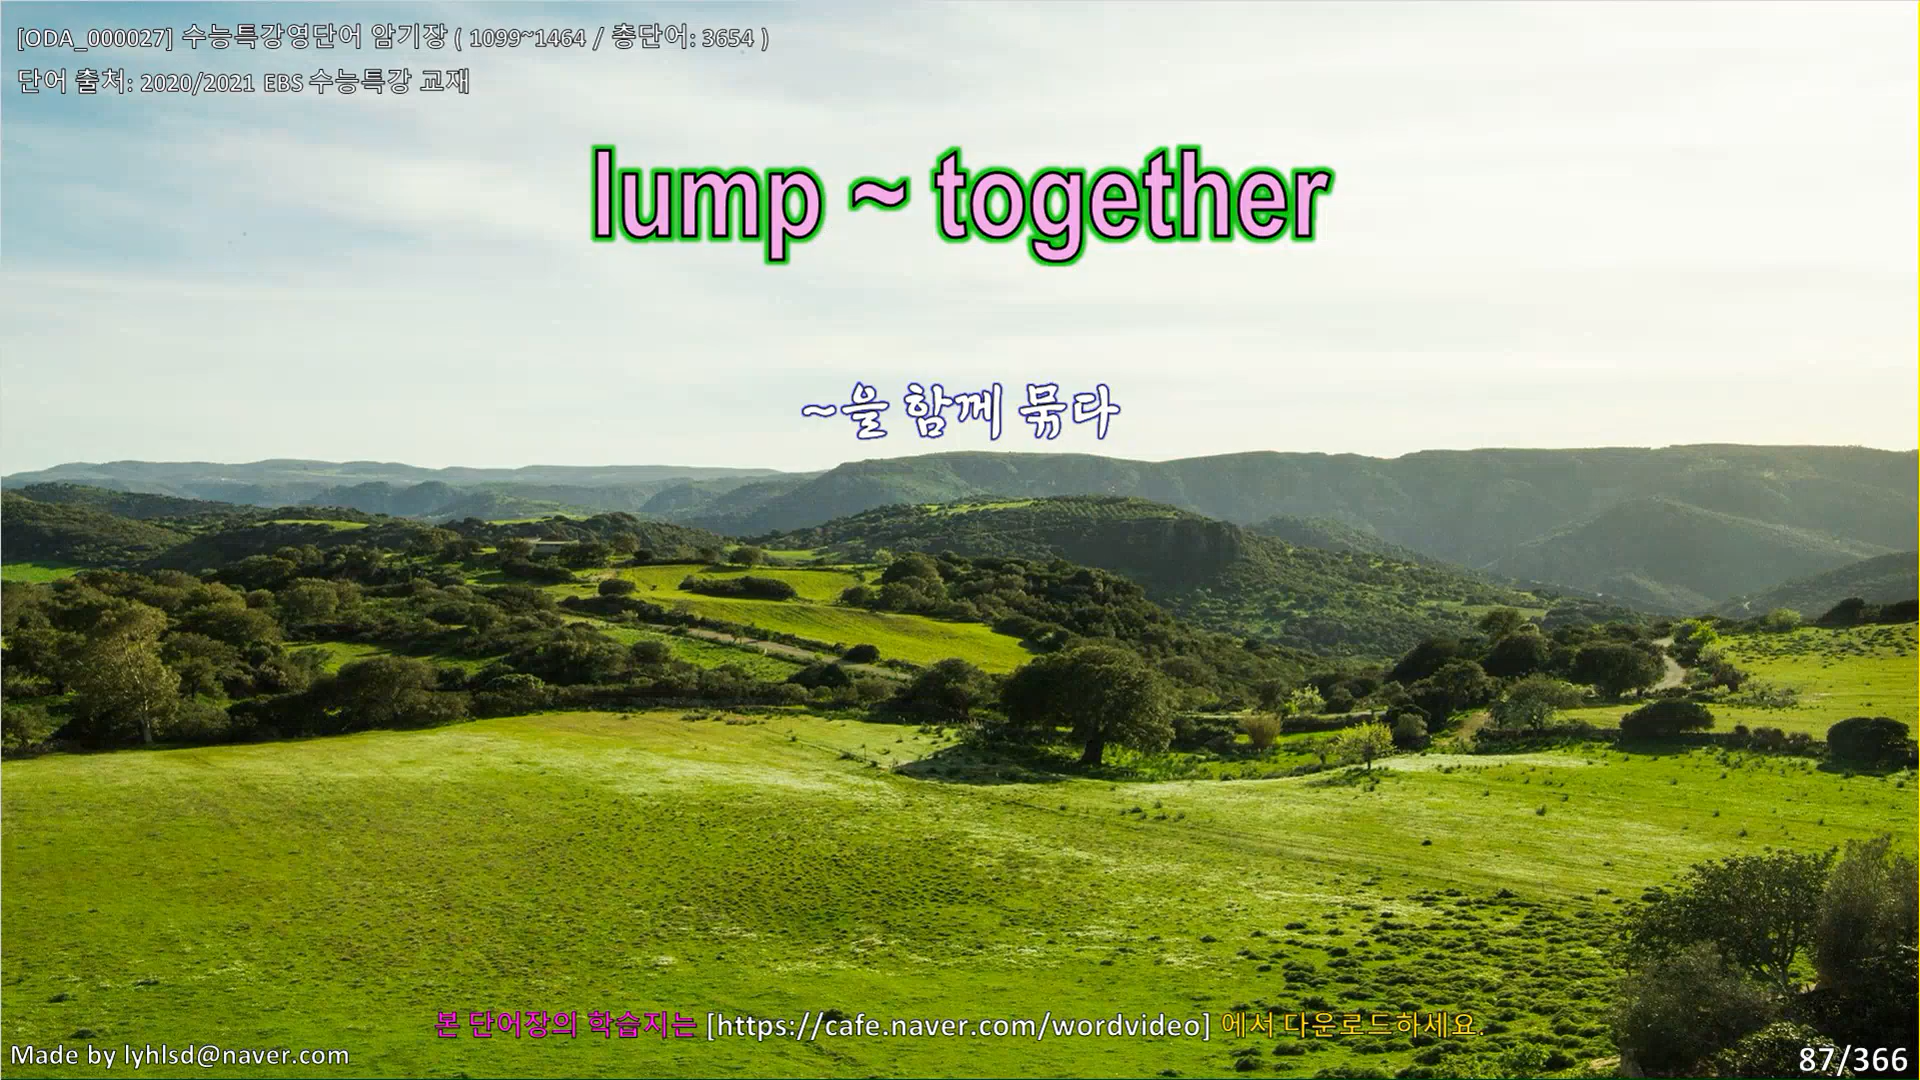 [ODA_000027] 수능특강영단어 암기장 ( 1099~1464 / 총단어: 3654 )
단어 출처: 2020/2021 EBS 수능특강 교재
lump ~ together
~을 함께 묶다
본 단어장의 학습지는 [https://cafe.naver.com/wordvideo] 에서 다운로드하세요.
Made by lyhlsd@naver.com
87/366